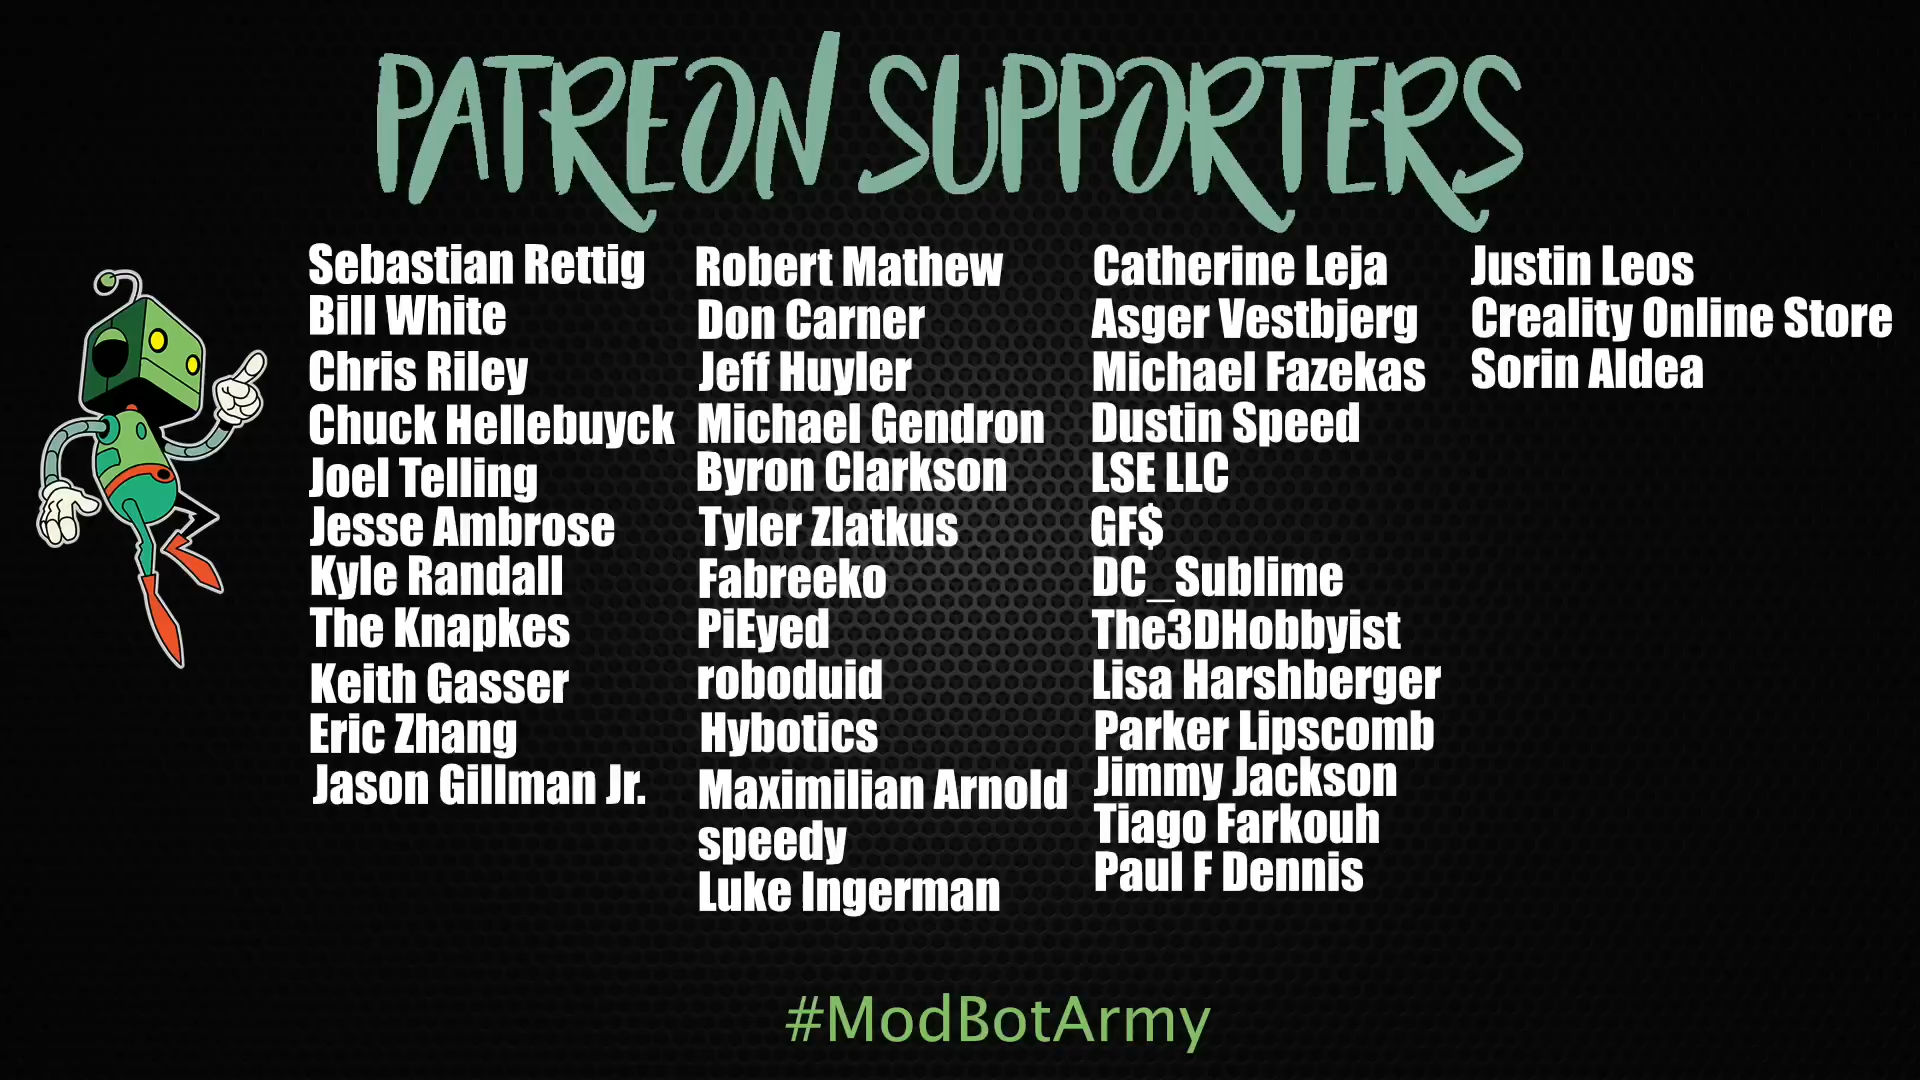 PATREON SUPPORTERS
Sebastian Rettig
Bill White
Chris Riley
Chuck Hellebuyck
Joel Telling
Jesse Ambrose
Kyle Randall
The Knapkes
Keith Gasser
Eric Zhang
Jason Gillman Jr.
Robert Mathew
Don Carner
Jeff Huyler
Michael Gendron
Byron Clarkson
Tyler Zlatkus
Fabreeko
PiEyed
roboduid
Hybotics
Maximilian Arnold
speedy
Luke Ingerman
Catherine Leja
Asger Vestbjerg
Michael Fazekas
Dustin Speed
LSE LLC
GF$
DC_Sublime
The3DHobbyist
Lisa Harshberger
Parker Lipscomb
Jimmy Jackson
Tiago Farkouh
Paul F Dennis
Justin Leos
Creality Online Store
Sorin Aldea
#ModBotArmy